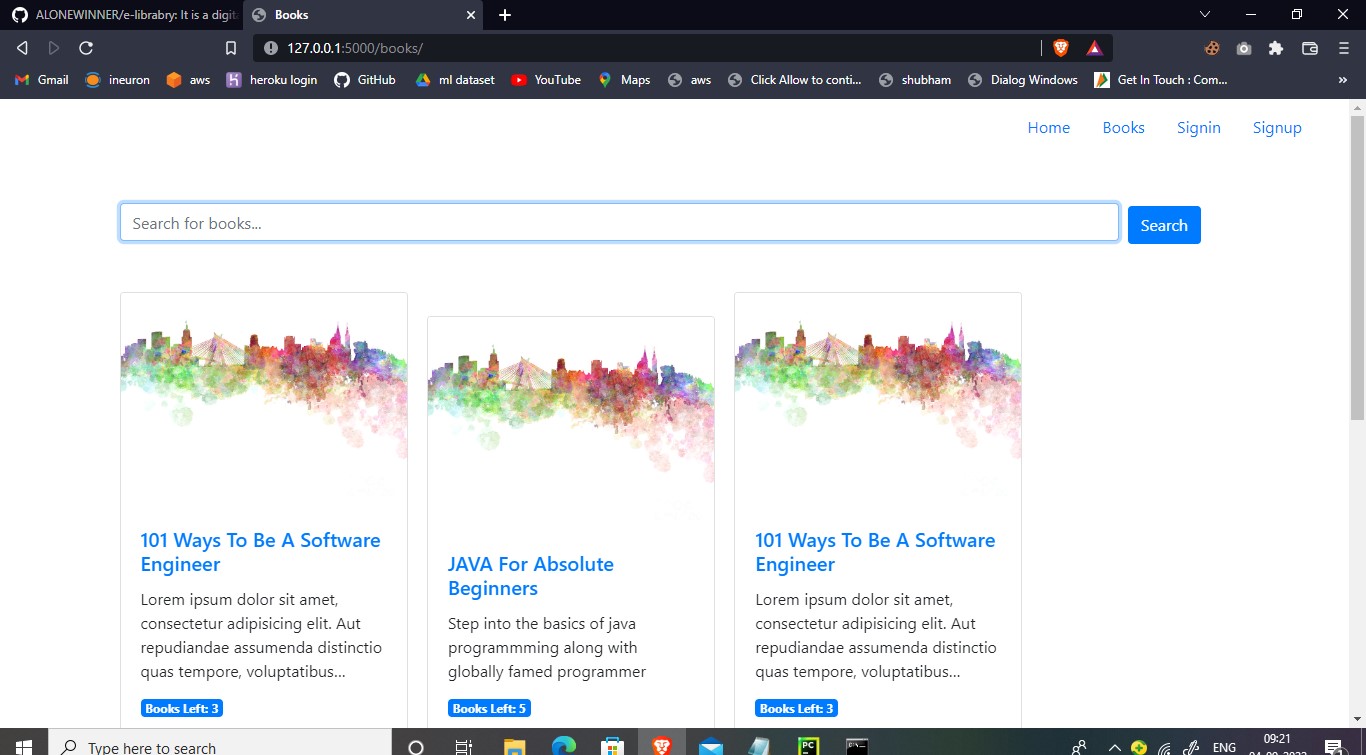 ALONEWINNER/e-librabry: It is a digit
Books
127.0.0.1:5000/books/
Gmail
ineuron
aws
heroku login
GitHub
ml dataset
YouTube
Maps
aws
Click Allow to conti...
shubham
Dialog Windows
Get In Touch : Com...
Home
Books
Signin
Signup
Search for books...
Search
101 Ways To Be A Software
Engineer
Lorem ipsum dolor sit amet,
consectetur adipisicing elit. Aut
repudiandae assumenda distinctio
quas tempore, voluptatibus...
Books Left: 3
JAVA For Absolute
Beginners
Step into the basics of java
programmming along with
globally famed programmer
Books Left: 5
101 Ways To Be A Software
Engineer
Lorem ipsum dolor sit amet,
consectetur adipisicing elit. Aut
repudiandae assumenda distinctio
quas tempore, voluptatibus...
Books Left: 3
Type here to search
ENG
09:21